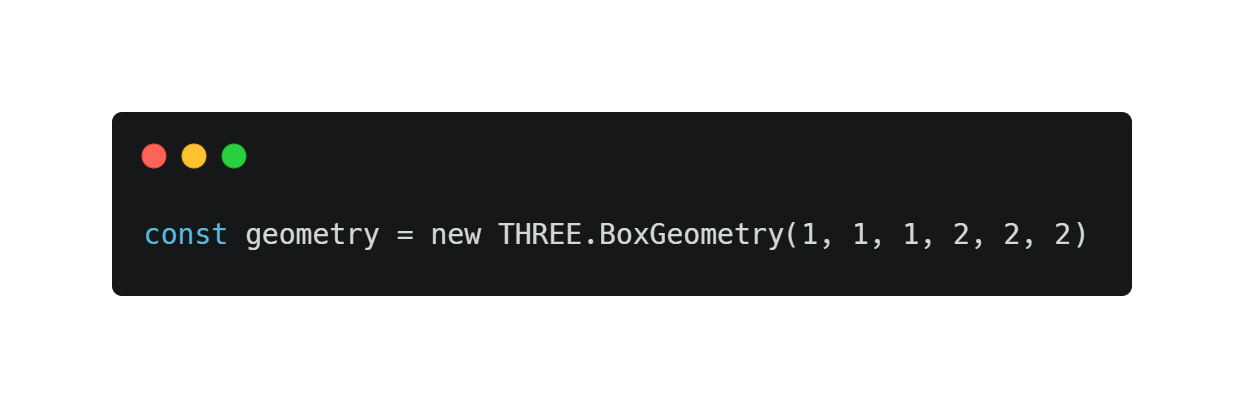 const geometry = new THREE.BoxGeometry(1, 1, 1, 2, 2, 2)